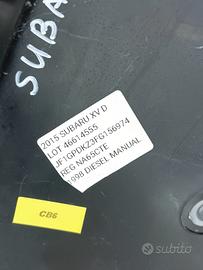 SUBA
2015 SUBARU XV D
LOT 46614555
JF1GPDKZ3FG156974
REG NA65CTE
1998 DIESEL MANUAL
CB6
subito